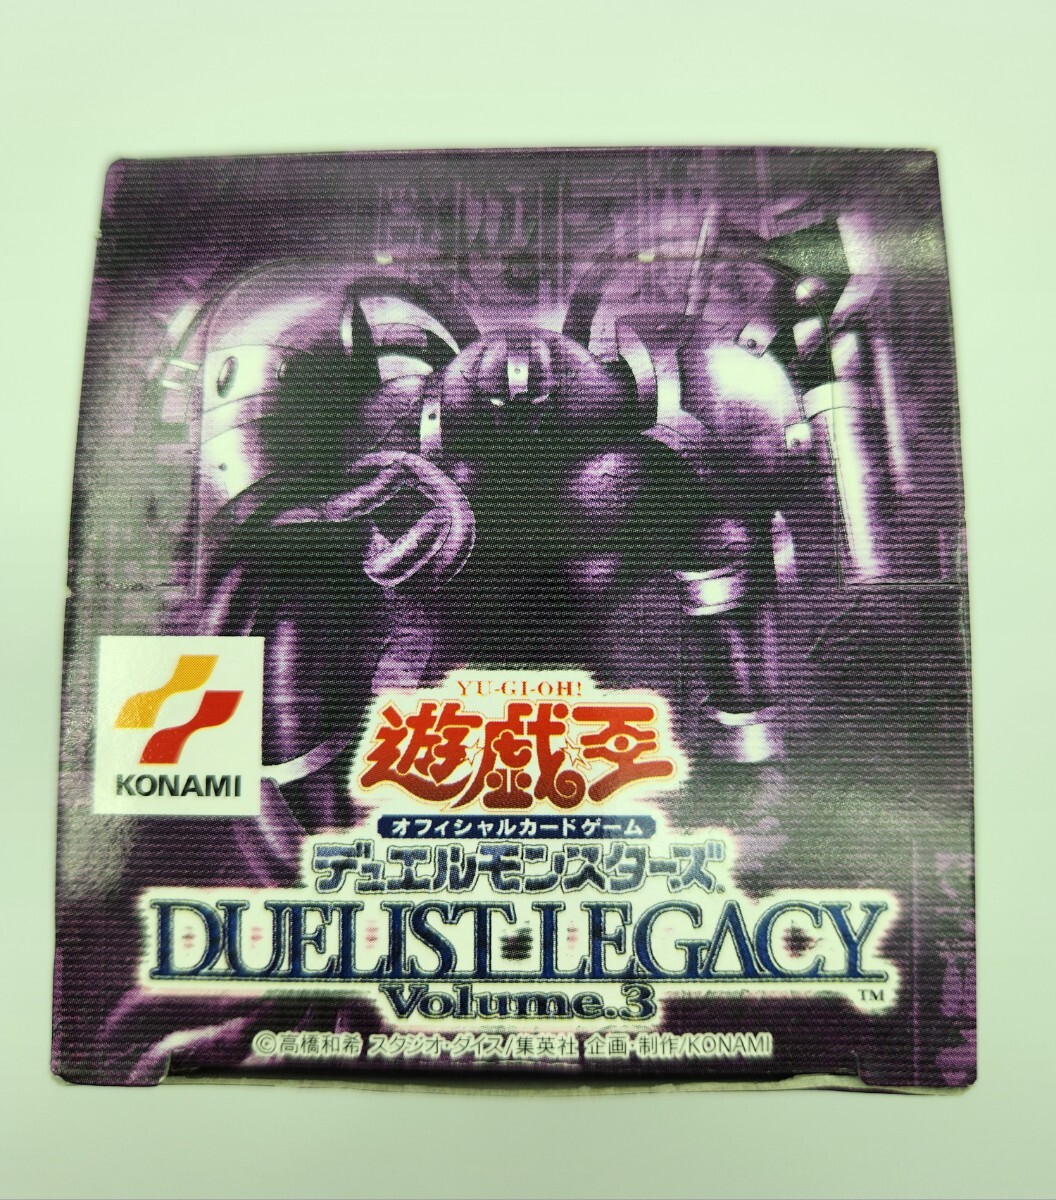 KONAMI
YU-GI-OH!
遊☆戯☆王
オフィシャルカードゲーム
デュエルモンスターズ
DUELIST LEGACY™
Volume.3
©高橋和希 スタジオ・ダイス/集英社 企画・制作/KONAMI